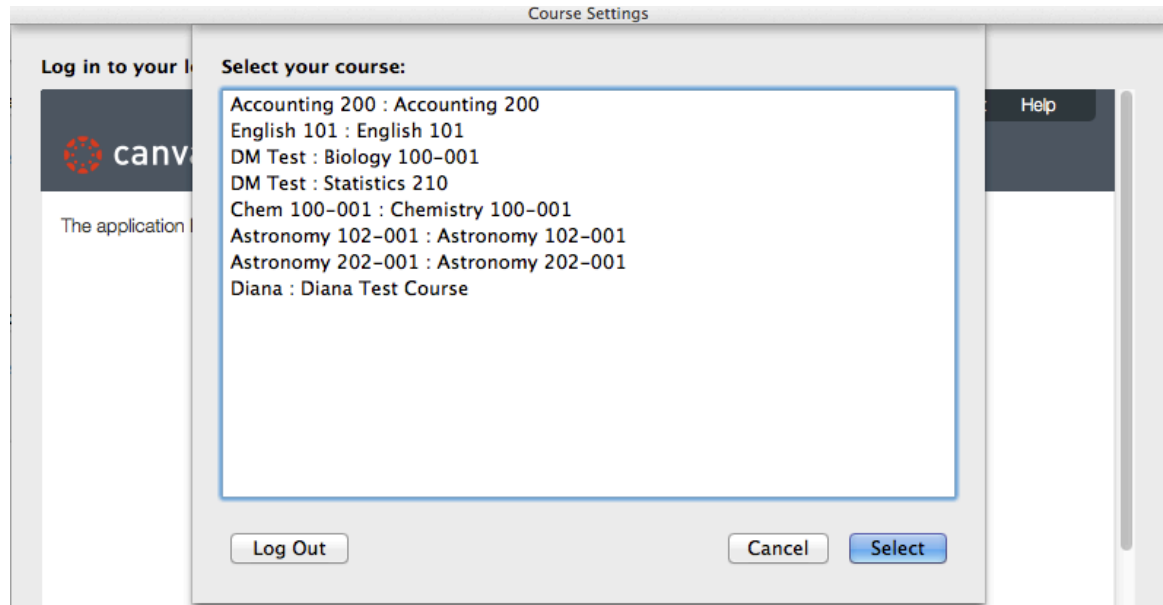 Course Settings
Log in to your l
Select your course:
Accounting 200 : Accounting 200
English 101 : English 101
DM Test : Biology 100-001
DM Test : Statistics 210
Chem 100-001 : Chemistry 100-001
Astronomy 102-001 : Astronomy 102-001
Astronomy 202-001 : Astronomy 202-001
Diana : Diana Test Course
Help
canva
The application
Log Out
Cancel
Select